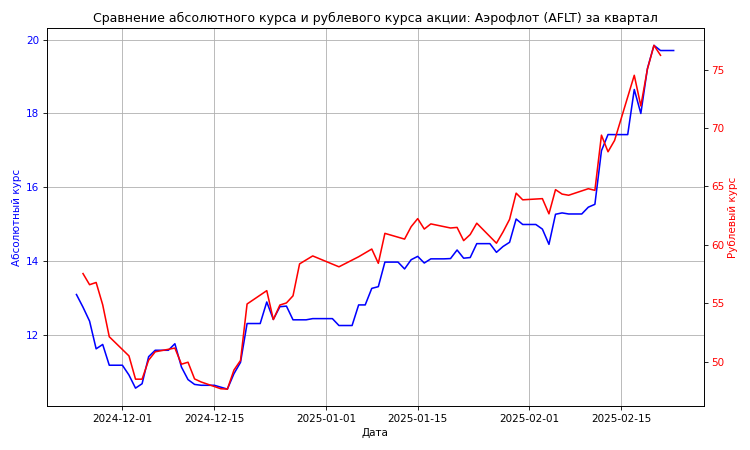 Сравнение абсолютного курса и рублевого курса акции: Аэрофлот (AFLT) за квартал
Абсолютный курс
20
18
16
14
12
75
70
65
60
55
50
Рублевый курс
2024-12-01 2024-12-15 2025-01-01 2025-01-15 2025-02-01 2025-02-15
Дата